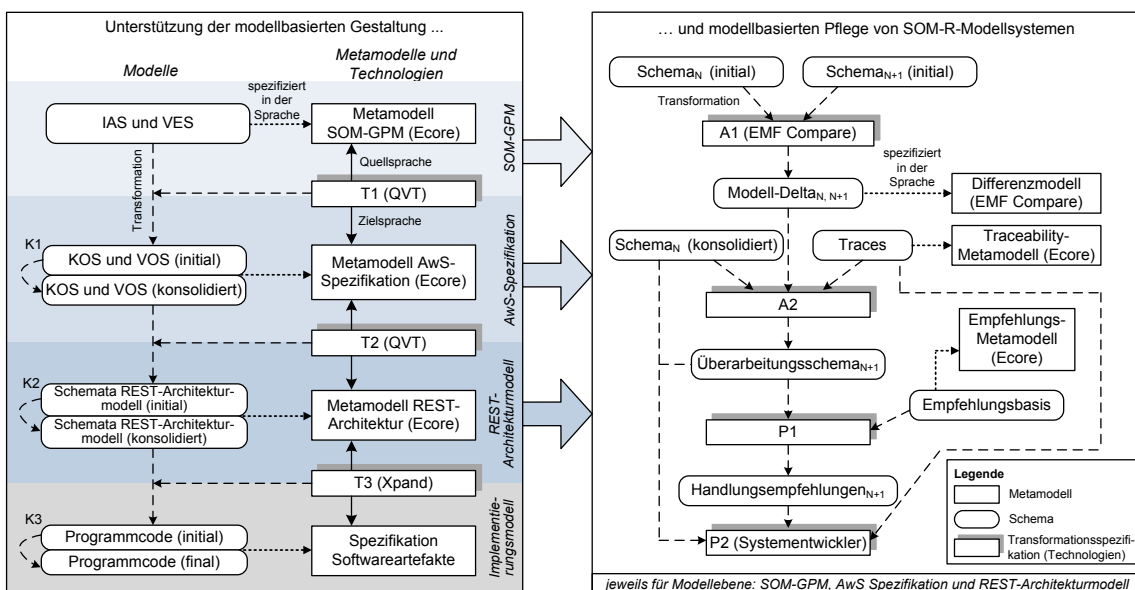 Unterstützung der modellbasierten Gestaltung ...
Modelle
Metamodelle und
Technologien
spezifiziert
in der
Sprache
IAS und VES
Metamodell
SOM-GPM (Ecore)
SOM-GPM
Transformation
Quellsprache
T1 (QVT)
Zielsprache
K1
KOS und VOS (initial)
KOS und VOS (konsolidiert)
Metamodell AwS-
Spezifikation (Ecore)
AwS-Spezifikation
T2 (QVT)
K2
Schemata REST-Architektur-
modell (initial)
Schemata REST-Architektur-
modell (konsolidiert)
Metamodell REST-
Architektur (Ecore)
REST-
Architekturmodell
T3 (Xpand)
K3
Programmcode (initial)
Programmcode (final)
Spezifikation
Softwareartefakte
Implementie-
rungsmodell
… und modellbasierten Pflege von SOM-R-Modellsystemen
SchemaN (initial)
SchemaN+1 (initial)
Transformation
A1 (EMF Compare)
spezifiziert
in der
Sprache
Modell-DeltaN, N+1
Differenzmodell
(EMF Compare)
SchemaN (konsolidiert)
Traces
Traceability-
Metamodell (Ecore)
A2
Empfehlungs-
Metamodell
(Ecore)
ÜberarbeitungsschemaN+1
Empfehlungsbasis
P1
HandlungsempfehlungenN+1
P2 (Systementwickler)
Legende
Metamodell
Schema
Transformationsspezifi-
kation (Technologien)
jeweils für Modellebene: SOM-GPM, AwS Spezifikation und REST-Architekturmodell